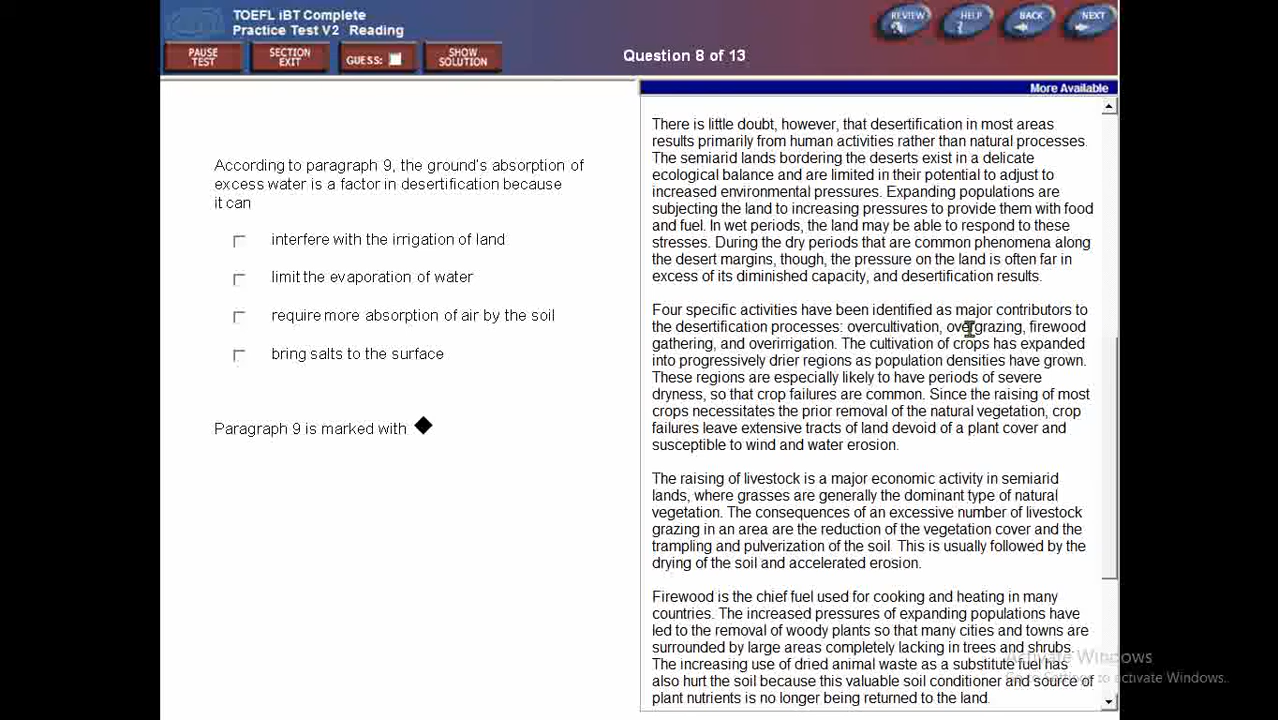 TOEFL iBT Complete
Practice Test V2 Reading
REVIEW
HELP
BACK
NEXT
PAUSE
TEST
SECTION
EXIT
GUESS:
SHOW
SOLUTION
Question 8 of 13
More Available
According to paragraph 9, the ground's absorption of
excess water is a factor in desertification because
it can
interfere with the irrigation of land
limit the evaporation of water
require more absorption of air by the soil
bring salts to the surface
Paragraph 9 is marked with
There is little doubt, however, that desertification in most areas
results primarily from human activities rather than natural processes.
The semiarid lands bordering the deserts exist in a delicate
ecological balance and are limited in their potential to adjust to
increased environmental pressures. Expanding populations are
subjecting the land to increasing pressures to provide them with food
and fuel. In wet periods, the land may be able to respond to these
stresses. During the dry periods that are common phenomena along
the desert margins, though, the pressure on the land is often far in
excess of its diminished capacity, and desertification results.
Four specific activities have been identified as major contributors to
the desertification processes: overcultivation, overgrazing, firewood
gathering, and overirrigation. The cultivation of crops has expanded
into progressively drier regions as population densities have grown.
These regions are especially likely to have periods of severe
dryness, so that crop failures are common. Since the raising of most
crops necessitates the prior removal of the natural vegetation, crop
failures leave extensive tracts of land devoid of a plant cover and
susceptible to wind and water erosion.
The raising of livestock is a major economic activity in semiarid
lands, where grasses are generally the dominant type of natural
vegetation. The consequences of an excessive number of livestock
grazing in an area are the reduction of the vegetation cover and the
trampling and pulverization of the soil. This is usually followed by the
drying of the soil and accelerated erosion.
Firewood is the chief fuel used for cooking and heating in many
countries. The increased pressures of expanding populations have
led to the removal of woody plants so that many cities and towns are
surrounded by large areas completely lacking in trees and shrubs.
The increasing use of dried animal waste as a substitute fuel has
also hurt the soil because this valuable soil conditioner and source of
plant nutrients is no longer being returned to the land.
Activate Windows
Go to Settings to activate Windows.